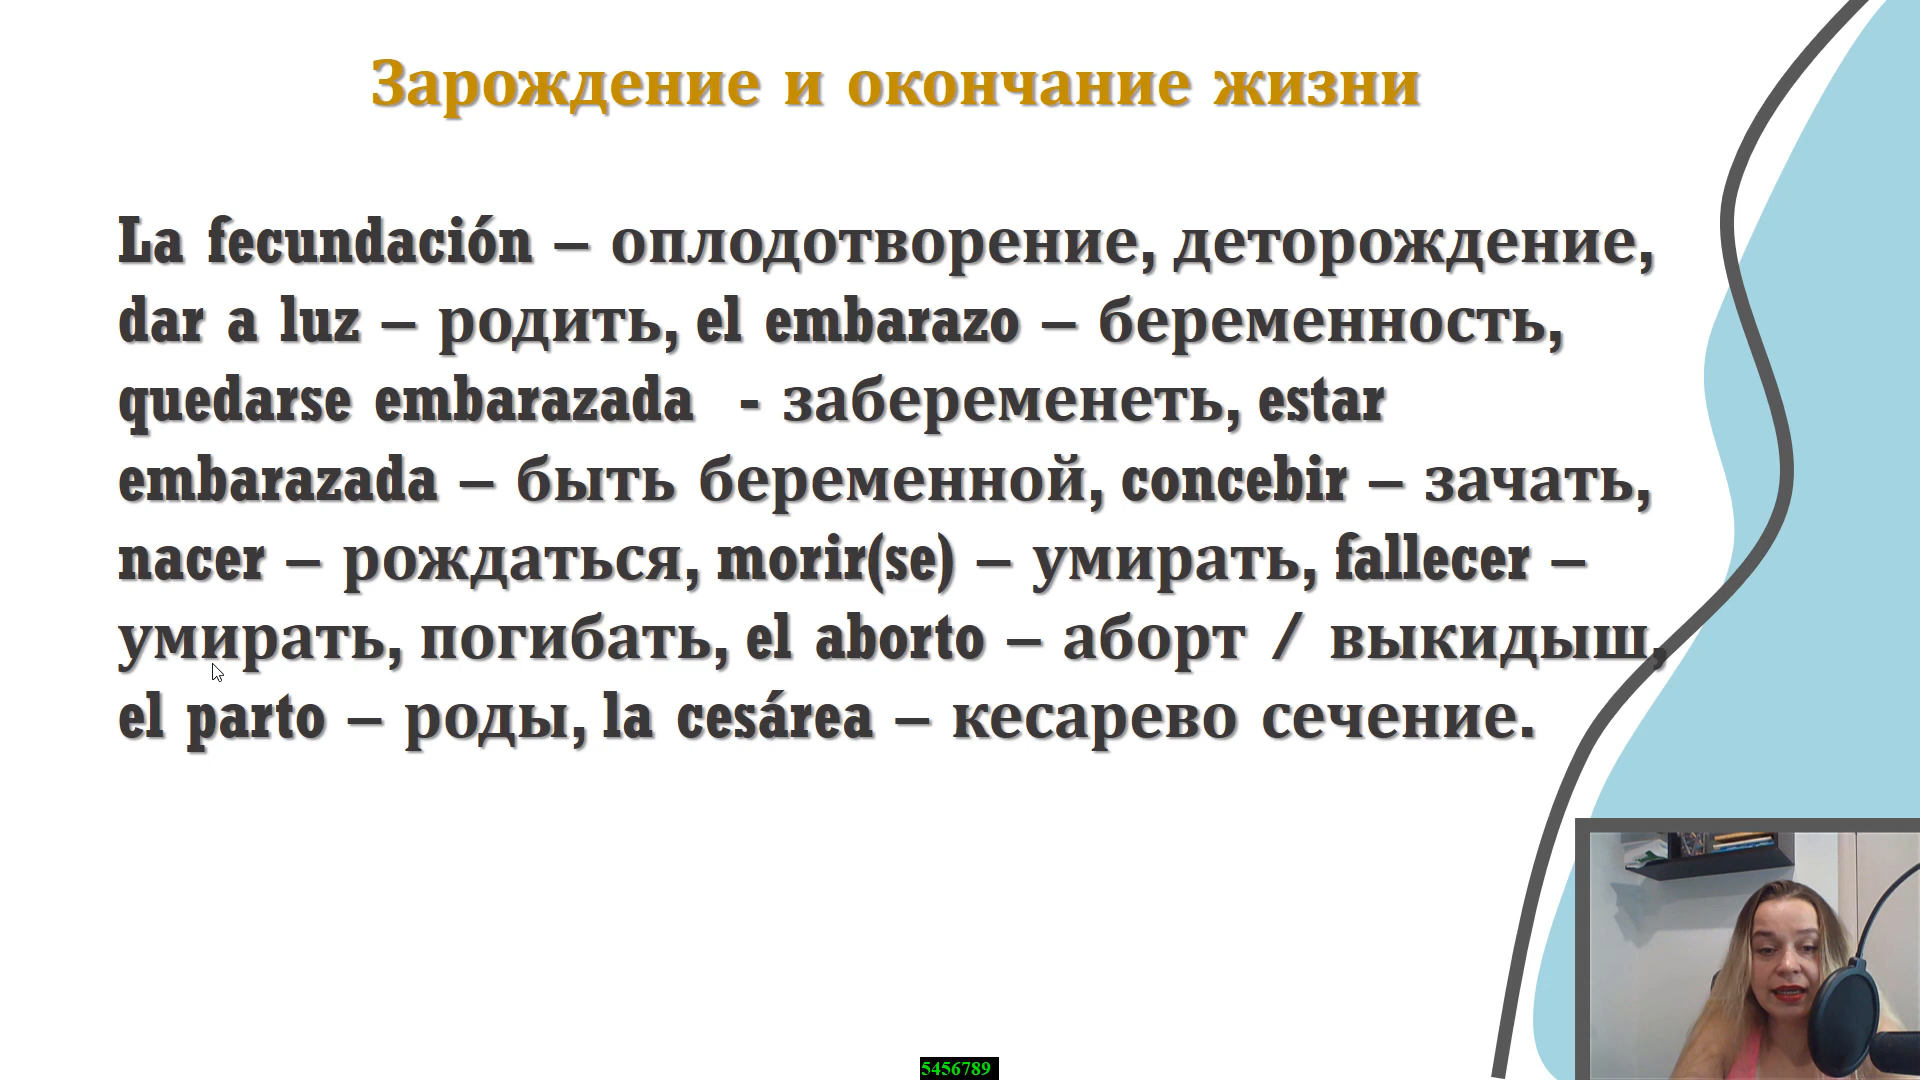 Зарождение и окончание жизни
La fecundación – оплодотворение, деторождение,
dar a luz – родить, el embarazo – беременность,
quedarse embarazada - забеременеть, estar
embarazada – быть беременной, concebir – зачать,
nacer – рождаться, morir(se) – умирать, fallecer –
умирать, погибать, el aborto – аборт / выкидыш,
el parto – роды, la cesárea – кесарево сечение.
5456789